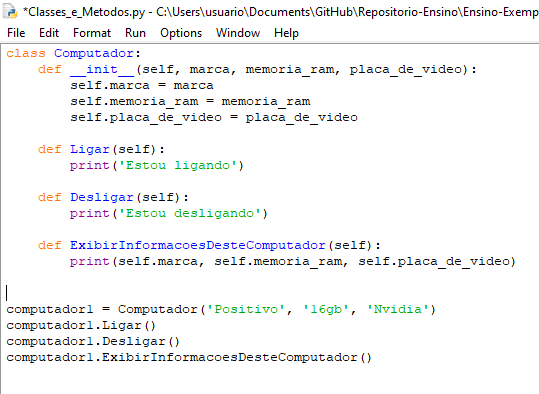 *Classes_e_Metodos.py - C:\Users\usuario\Documents\GitHub\Repositorio-Ensino\Ensino-Exemp
File Edit Format Run Options Window Help
class Computador:
    def __init__(self, marca, memoria_ram, placa_de_video):
        self.marca = marca
        self.memoria_ram = memoria_ram
        self.placa_de_video = placa_de_video

    def Ligar(self):
        print('Estou ligando')

    def Desligar(self):
        print('Estou desligando')

    def ExibirInformacoesDesteComputador(self):
        print(self.marca, self.memoria_ram, self.placa_de_video)


computador1 = Computador('Positivo', '16gb', 'Nvidia')
computador1.Ligar()
computador1.Desligar()
computador1.ExibirInformacoesDesteComputador()